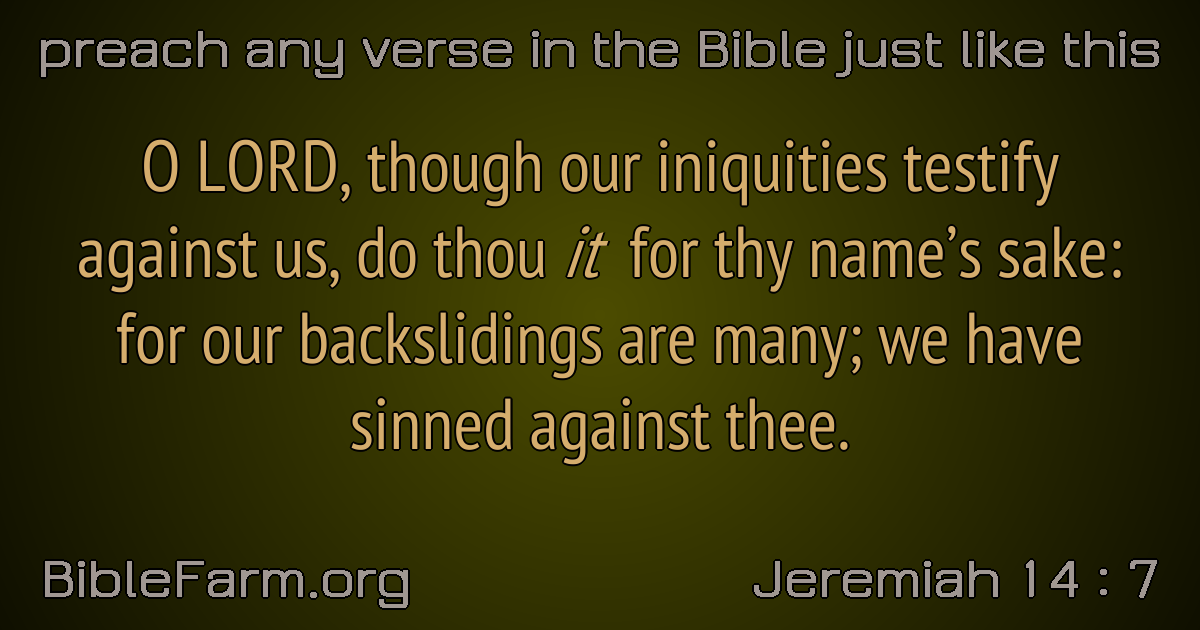 preach any verse in the Bible just like this
O LORD, though our iniquities testify
against us, do thou it for thy name’s sake:
for our backslidings are many; we have
sinned against thee.
BibleFarm.org
Jeremiah 14 : 7